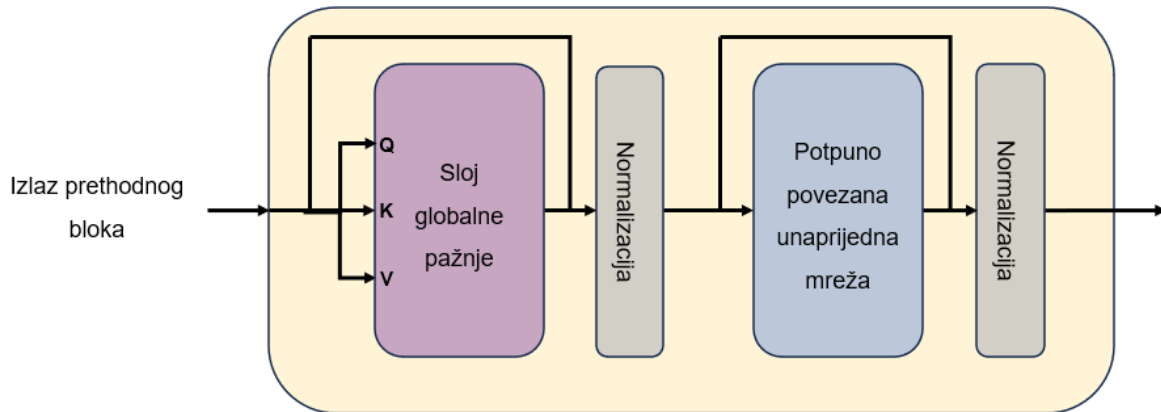 Izlaz prethodnog
bloka
Q
K
V
Sloj
globalne
pažnje
Normalizacija
Potpuno
povezana
unaprijedna
mreža
Normalizacija